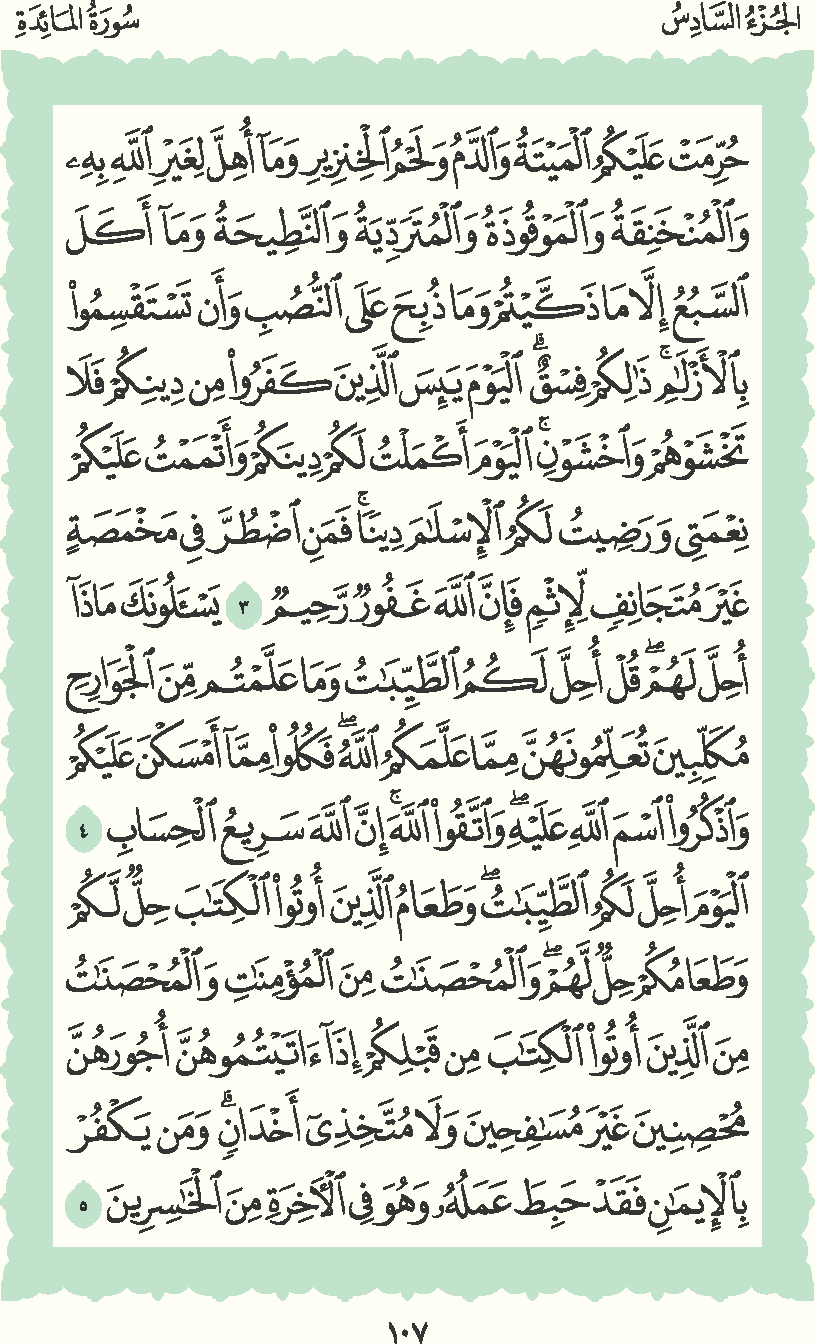 الجُزْءُ السَّادِسُ
سُورَةُ المَائِدَةِ
حُرِّمَتْ عَلَيْكُمُ ٱلْمَيْتَةُ وَٱلدَّمُ وَلَحْمُ ٱلْخِنزِيرِ وَمَآ أُهِلَّ لِغَيْرِ ٱللَّهِ بِهِۦ
وَٱلْمُنْخَنِقَةُ وَٱلْمَوْقُوذَةُ وَٱلْمُتَرَدِّيَةُ وَٱلنَّطِيحَةُ وَمَآ أَكَلَ
ٱلسَّبُعُ إِلَّا مَا ذَكَّيْتُمْ وَمَا ذُبِحَ عَلَى ٱلنُّصُبِ وَأَن تَسْتَقْسِمُوا۟
بِٱلْأَزْلَٰمِ ۚ ذَٰلِكُمْ فِسْقٌ ۗ ٱلْيَوْمَ يَئِسَ ٱلَّذِينَ كَفَرُوا۟ مِن دِينِكُمْ فَلَا
تَخْشَوْهُمْ وَٱخْشَوْنِ ۚ ٱلْيَوْمَ أَكْمَلْتُ لَكُمْ دِينَكُمْ وَأَتْمَمْتُ عَلَيْكُمْ
نِعْمَتِى وَرَضِيتُ لَكُمُ ٱلْإِسْلَٰمَ دِينًا ۚ فَمَنِ ٱضْطُرَّ فِى مَخْمَصَةٍ
غَيْرَ مُتَجَانِفٍ لِّإِثْمٍ فَإِنَّ ٱللَّهَ غَفُورٌ رَّحِيمٌ ٣ يَسْـَٔلُونَكَ مَاذَآ
أُحِلَّ لَهُمْ ۖ قُلْ أُحِلَّ لَكُمُ ٱلطَّيِّبَٰتُ وَمَا عَلَّمْتُم مِّنَ ٱلْجَوَارِحِ
مُكَلِّبِينَ تُعَلِّمُونَهُنَّ مِمَّا عَلَّمَكُمُ ٱللَّهُ ۖ فَكُلُوا۟ مِمَّآ أَمْسَكْنَ عَلَيْكُمْ
وَٱذْكُرُوا۟ ٱسْمَ ٱللَّهِ عَلَيْهِ ۖ وَٱتَّقُوا۟ ٱللَّهَ ۚ إِنَّ ٱللَّهَ سَرِيعُ ٱلْحِسَابِ ٤
ٱلْيَوْمَ أُحِلَّ لَكُمُ ٱلطَّيِّبَٰتُ ۖ وَطَعَامُ ٱلَّذِينَ أُوتُوا۟ ٱلْكِتَٰبَ حِلٌّ لَّكُمْ
وَطَعَامُكُمْ حِلٌّ لَّهُمْ ۖ وَٱلْمُحْصَنَٰتُ مِنَ ٱلْمُؤْمِنَٰتِ وَٱلْمُحْصَنَٰتُ
مِنَ ٱلَّذِينَ أُوتُوا۟ ٱلْكِتَٰبَ مِن قَبْلِكُمْ إِذَآ ءَاتَيْتُمُوهُنَّ أُجُورَهُنَّ
مُحْصِنِينَ غَيْرَ مُسَٰفِحِينَ وَلَا مُتَّخِذِىٓ أَخْدَانٍ ۗ وَمَن يَكْفُرْ
بِٱلْإِيمَٰنِ فَقَدْ حَبِطَ عَمَلُهُۥ وَهُوَ فِى ٱلْـَٔاخِرَةِ مِنَ ٱلْخَٰسِرِينَ ٥
١٠٧